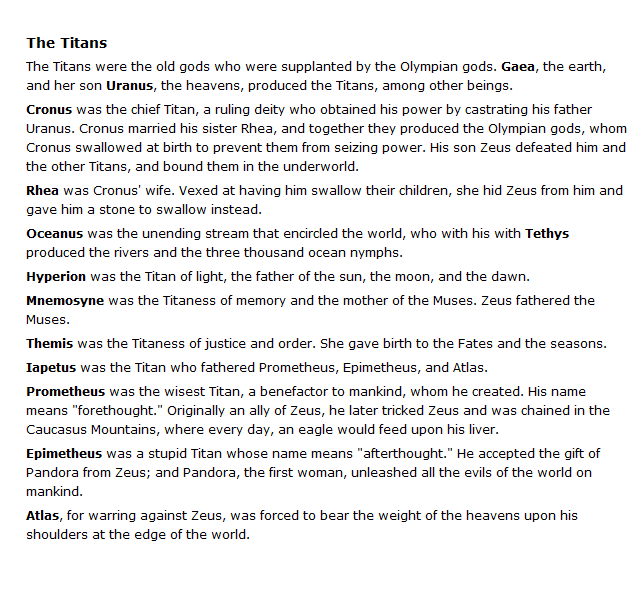 The Titans
The Titans were the old gods who were supplanted by the Olympian gods. Gaea, the earth,
and her son Uranus, the heavens, produced the Titans, among other beings.
Cronus was the chief Titan, a ruling deity who obtained his power by castrating his father
Uranus. Cronus married his sister Rhea, and together they produced the Olympian gods, whom
Cronus swallowed at birth to prevent them from seizing power. His son Zeus defeated him and
the other Titans, and bound them in the underworld.
Rhea was Cronus' wife. Vexed at having him swallow their children, she hid Zeus from him and
gave him a stone to swallow instead.
Oceanus was the unending stream that encircled the world, who with his with Tethys
produced the rivers and the three thousand ocean nymphs.
Hyperion was the Titan of light, the father of the sun, the moon, and the dawn.
Mnemosyne was the Titaness of memory and the mother of the Muses. Zeus fathered the
Muses.
Themis was the Titaness of justice and order. She gave birth to the Fates and the seasons.
Iapetus was the Titan who fathered Prometheus, Epimetheus, and Atlas.
Prometheus was the wisest Titan, a benefactor to mankind, whom he created. His name
means "forethought." Originally an ally of Zeus, he later tricked Zeus and was chained in the
Caucasus Mountains, where every day, an eagle would feed upon his liver.
Epimetheus was a stupid Titan whose name means "afterthought." He accepted the gift of
Pandora from Zeus; and Pandora, the first woman, unleashed all the evils of the world on
mankind.
Atlas, for warring against Zeus, was forced to bear the weight of the heavens upon his
shoulders at the edge of the world.